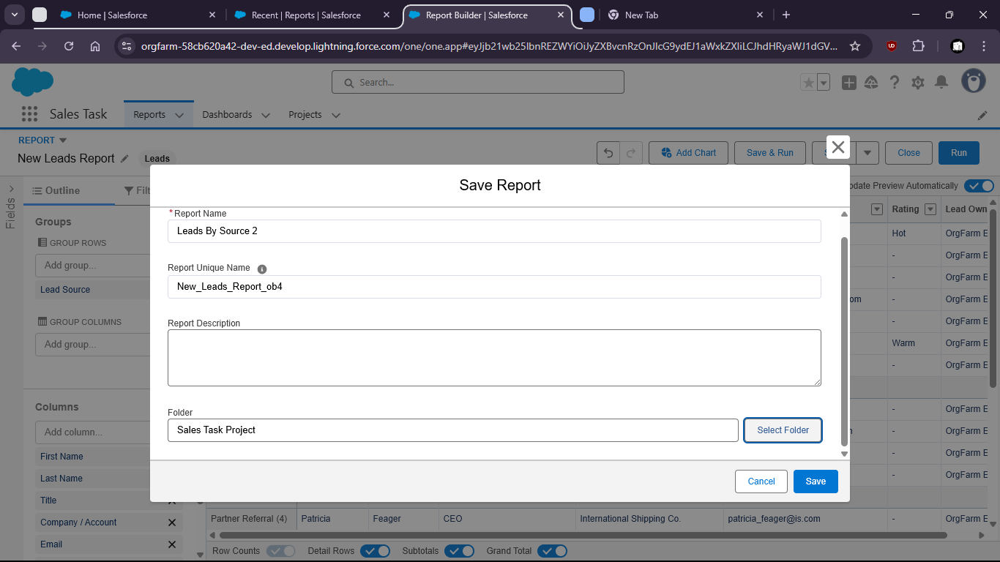 Home | Salesforce
Recent | Reports | Salesforce
Report Builder | Salesforce
New Tab
orgfarm-58cb620a42-dev-ed.develop.lightning.force.com/one/one.app#eyJjb21wb25lbnREZWYiOiJyZXBvcnRzOnJlcG9ydEJ1aWxkZXIiLCJhdHRyaWJ1dGV...
Search...
Sales Task
Reports
Dashboards
Projects
REPORT
New Leads Report
Leads
Add Chart
Save & Run
Close
Run
Fields
Outline
Update Preview Automatically
Groups
GROUP ROWS
Add group...
Lead Source
GROUP COLUMNS
Add group...
Columns
Add column...
First Name
Last Name
Title
Company / Account
Email
Save Report
* Report Name
Leads By Source 2
Report Unique Name
New_Leads_Report_ob4
Report Description
Folder
Sales Task Project
Select Folder
Cancel
Save
Rating
Lead Own
Hot
OrgFarm E
-
OrgFarm E
-
OrgFarm E
om
-
OrgFarm E
-
OrgFarm E
Warm
OrgFarm E
-
OrgFarm E
-
OrgFarm E
-
OrgFarm E
-
OrgFarm E
-
OrgFarm E
Partner Referral (4)
Patricia
Feager
CEO
International Shipping Co.
patricia_feager@is.com
-
OrgFarm E
Row Counts
Detail Rows
Subtotals
Grand Total